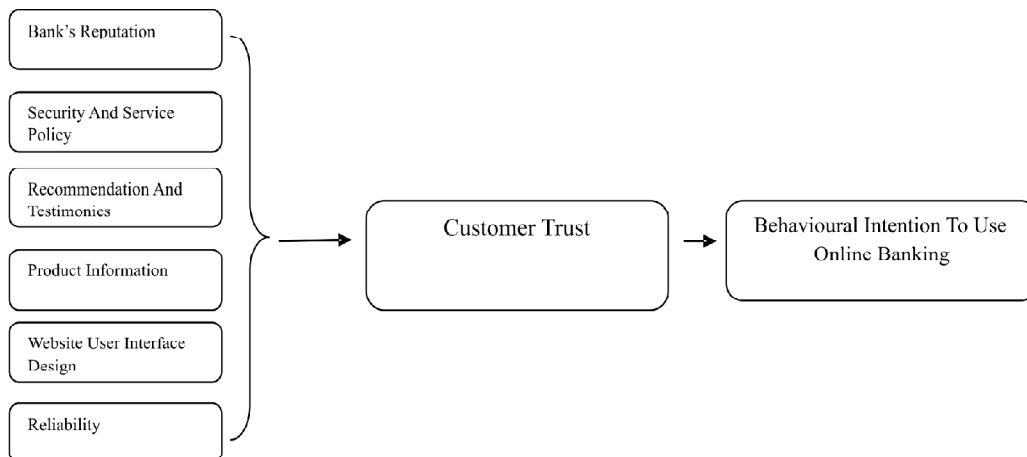 Bank's Reputation
Security And Service
Policy
Recommendation And
Testimonics
Product Information
Website User Interface
Design
Reliability
Customer Trust
Behavioural Intention To Use
Online Banking